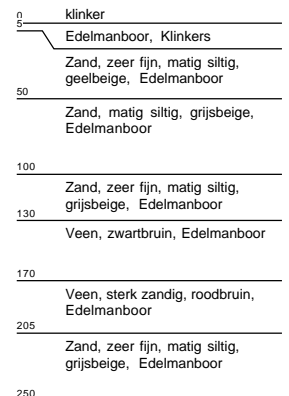 0 klinker
5
Edelmanboor, Klinkers
Zand, zeer fijn, matig siltig,
geelbeige, Edelmanboor
50
Zand, matig siltig, grijsbeige,
Edelmanboor
100
Zand, zeer fijn, matig siltig,
grijsbeige, Edelmanboor
130
Veen, zwartbruin, Edelmanboor
170
Veen, sterk zandig, roodbruin,
Edelmanboor
205
Zand, zeer fijn, matig siltig,
grijsbeige, Edelmanboor
250